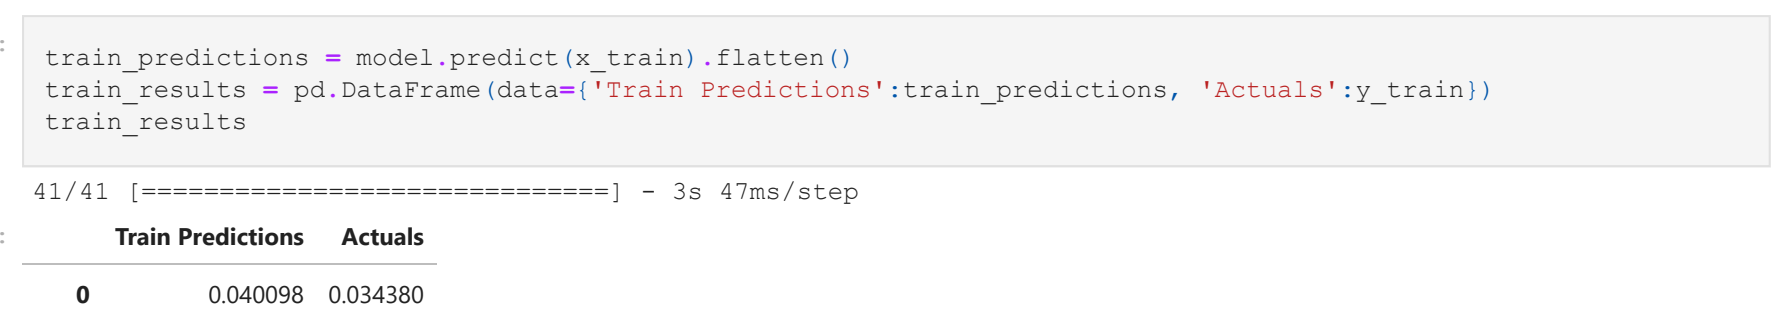 :
train_predictions = model.predict(x_train).flatten()
train_results = pd.DataFrame(data={'Train Predictions':train_predictions, 'Actuals':y_train})
train_results
41/41 [==============================] - 3s 47ms/step
:
Train Predictions Actuals
0 0.040098 0.034380